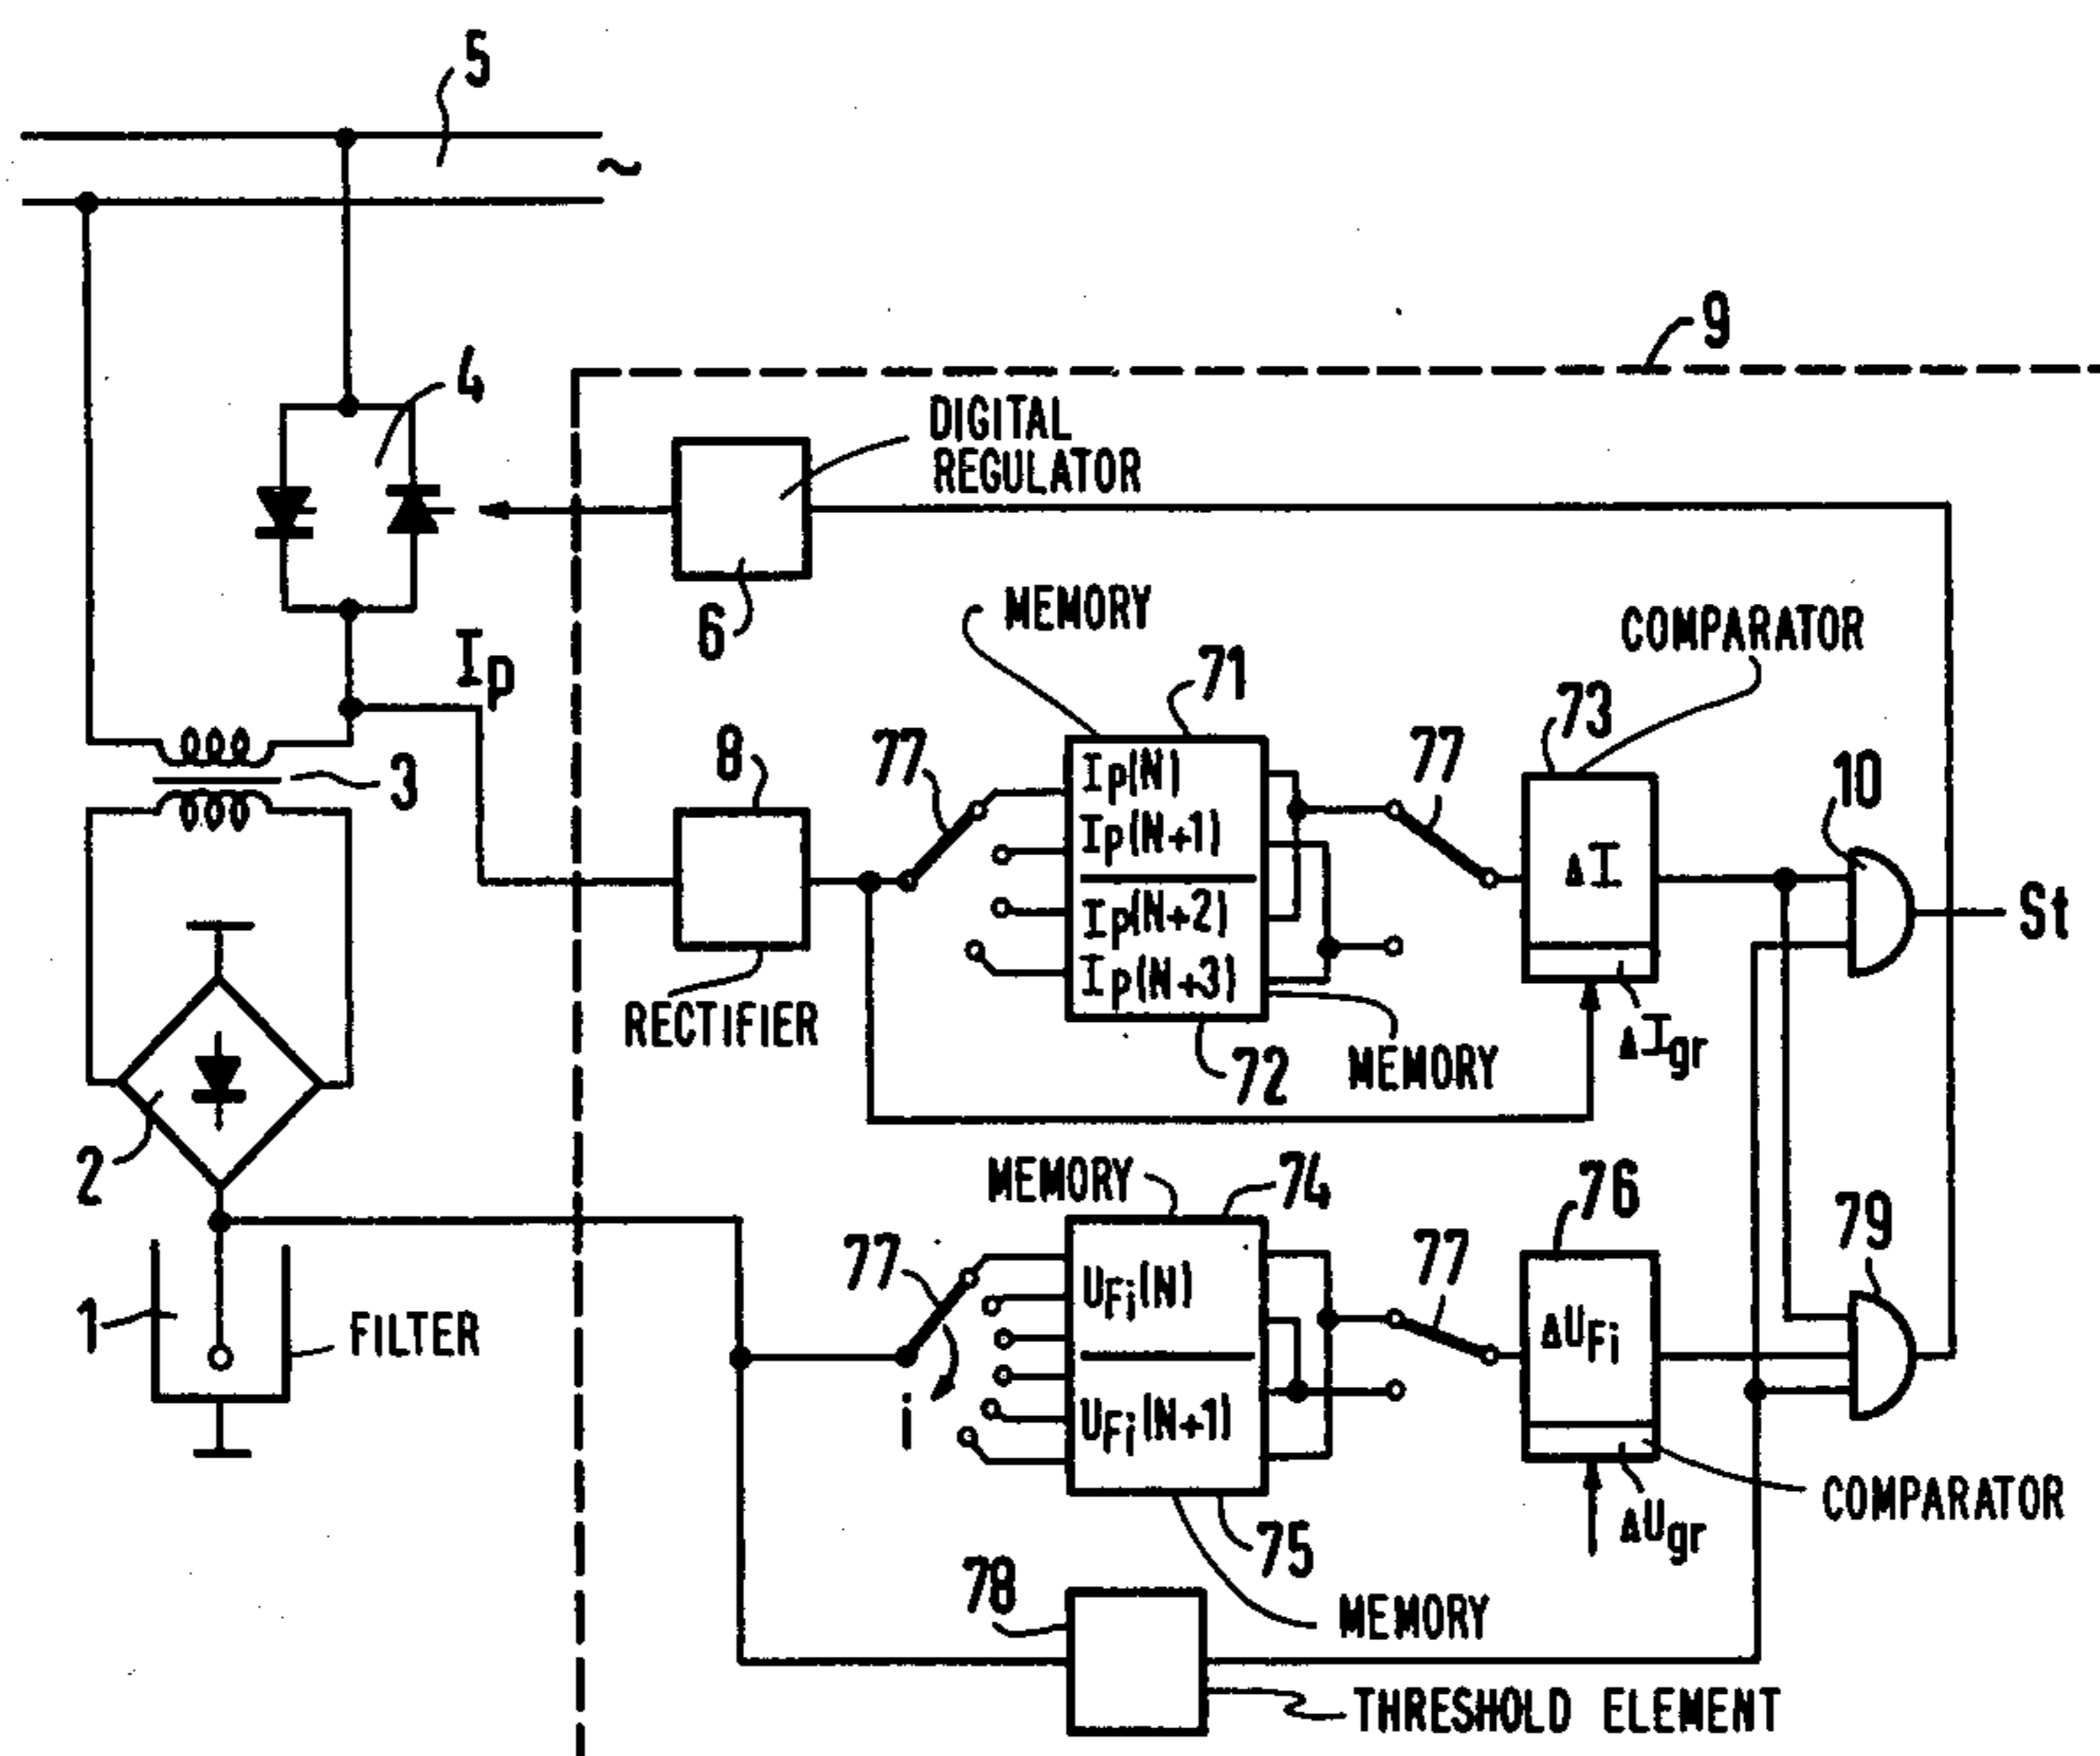 5
~
9
4
DIGITAL
REGULATOR
6
MEMORY
COMPARATOR
Ip
71
73
77
77
8
3
10
Ip(N)
Ip(N+1)
Ip(N+2)
Ip(N+3)
ΔI
St
RECTIFIER
72
MEMORY
ΔIgr
2
MEMORY
74
76
79
77
77
1
FILTER
i
UFi(N)
UFi(N+1)
ΔUFi
COMPARATOR
ΔUgr
75
78
MEMORY
THRESHOLD ELEMENT